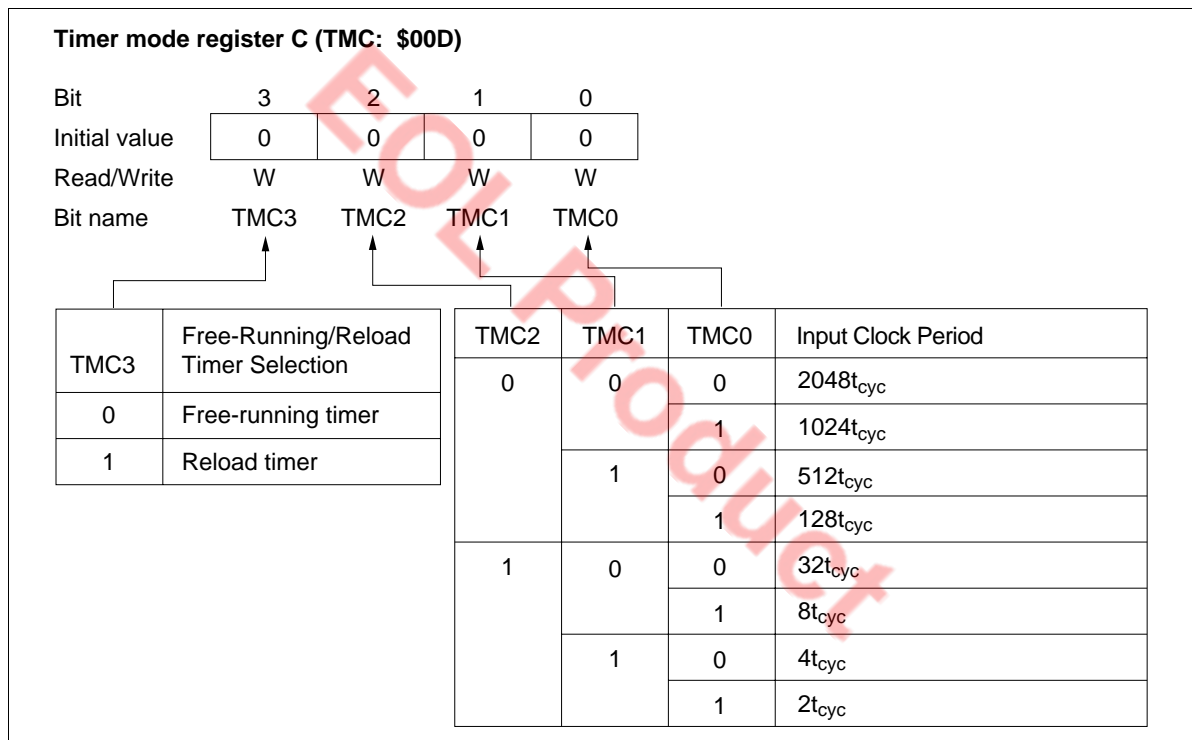 Timer mode register C (TMC: $00D)
Bit 3 2 1 0
Initial value 0 0 0 0
Read/Write W W W W
Bit name TMC3 TMC2 TMC1 TMC0
TMC3 Free-Running/Reload Timer Selection
0 Free-running timer
1 Reload timer
TMC2 TMC1 TMC0 Input Clock Period
0 0 0 2048tcyc
1 1024tcyc
1 0 512tcyc
1 128tcyc
1 0 0 32tcyc
1 8tcyc
1 0 4tcyc
1 2tcyc
EOL Product